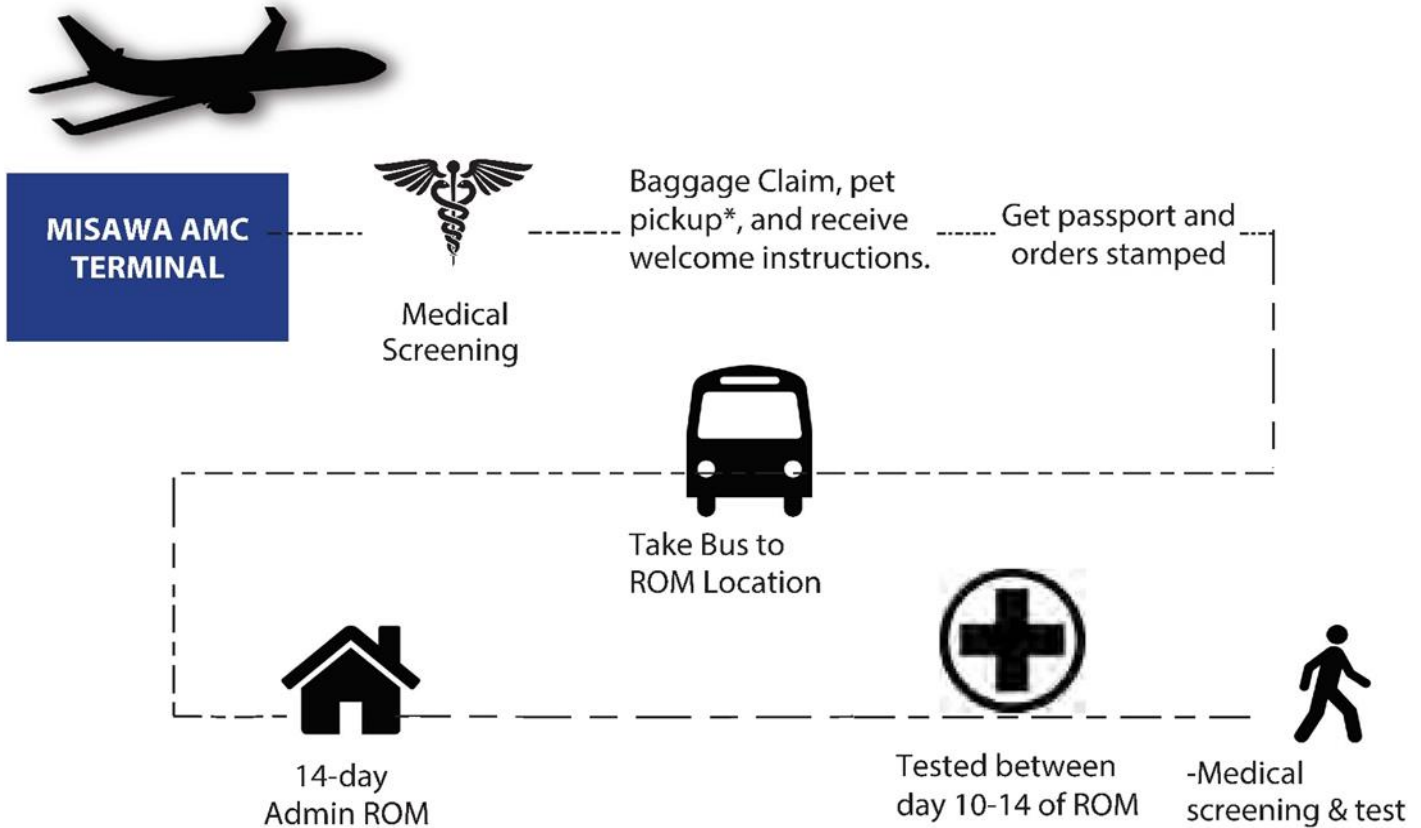 MISAWA AMC
TERMINAL
Medical
Screening
Baggage Claim, pet
pickup*, and receive
welcome instructions.
Get passport and
orders stamped
Take Bus to
ROM Location
14-day
Admin ROM
Tested between
day 10-14 of ROM
-Medical
screening & test